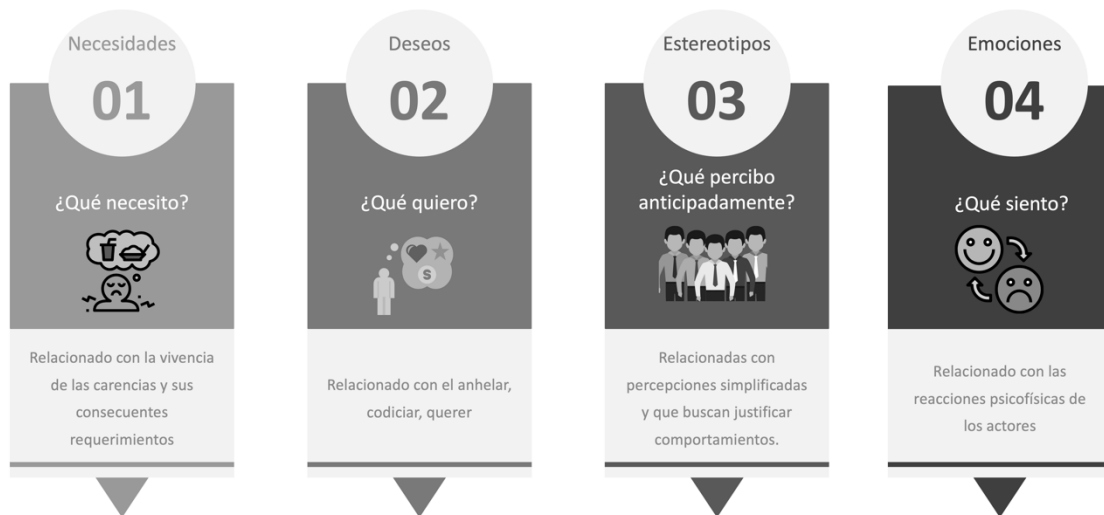 Necesidades
01
¿Qué necesito?
Relacionado con la vivencia
de las carencias y sus
consecuentes
requerimientos
Deseos
02
¿Qué quiero?
S
Relacionado con el anhelar,
codiciar, querer
Estereotipos
03
¿Qué percibo
anticipadamente?
Relacionadas con
percepciones simplificadas
y que buscan justificar
comportamientos.
Emociones
04
¿Qué siento?
Relacionado con las
reacciones psicofísicas de
los actores